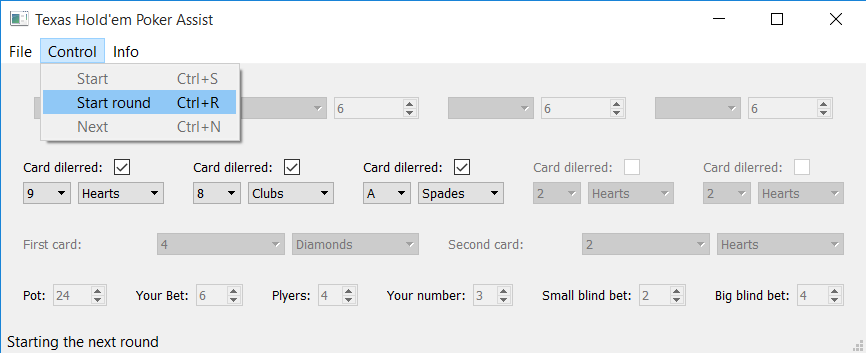 Texas Hold'em Poker Assist
File Control Info
Start Ctrl+S
Start round Ctrl+R
Next Ctrl+N
6 6 6
Card dilerred: Card dilerred: Card dilerred: Card dilerred: Card dilerred:
9 Hearts 8 Clubs A Spades 2 Hearts 2 Hearts
First card: 4 Diamonds Second card: 2 Hearts
Pot: 24 Your Bet: 6 Plyers: 4 Your number: 3 Small blind bet: 2 Big blind bet: 4
Starting the next round